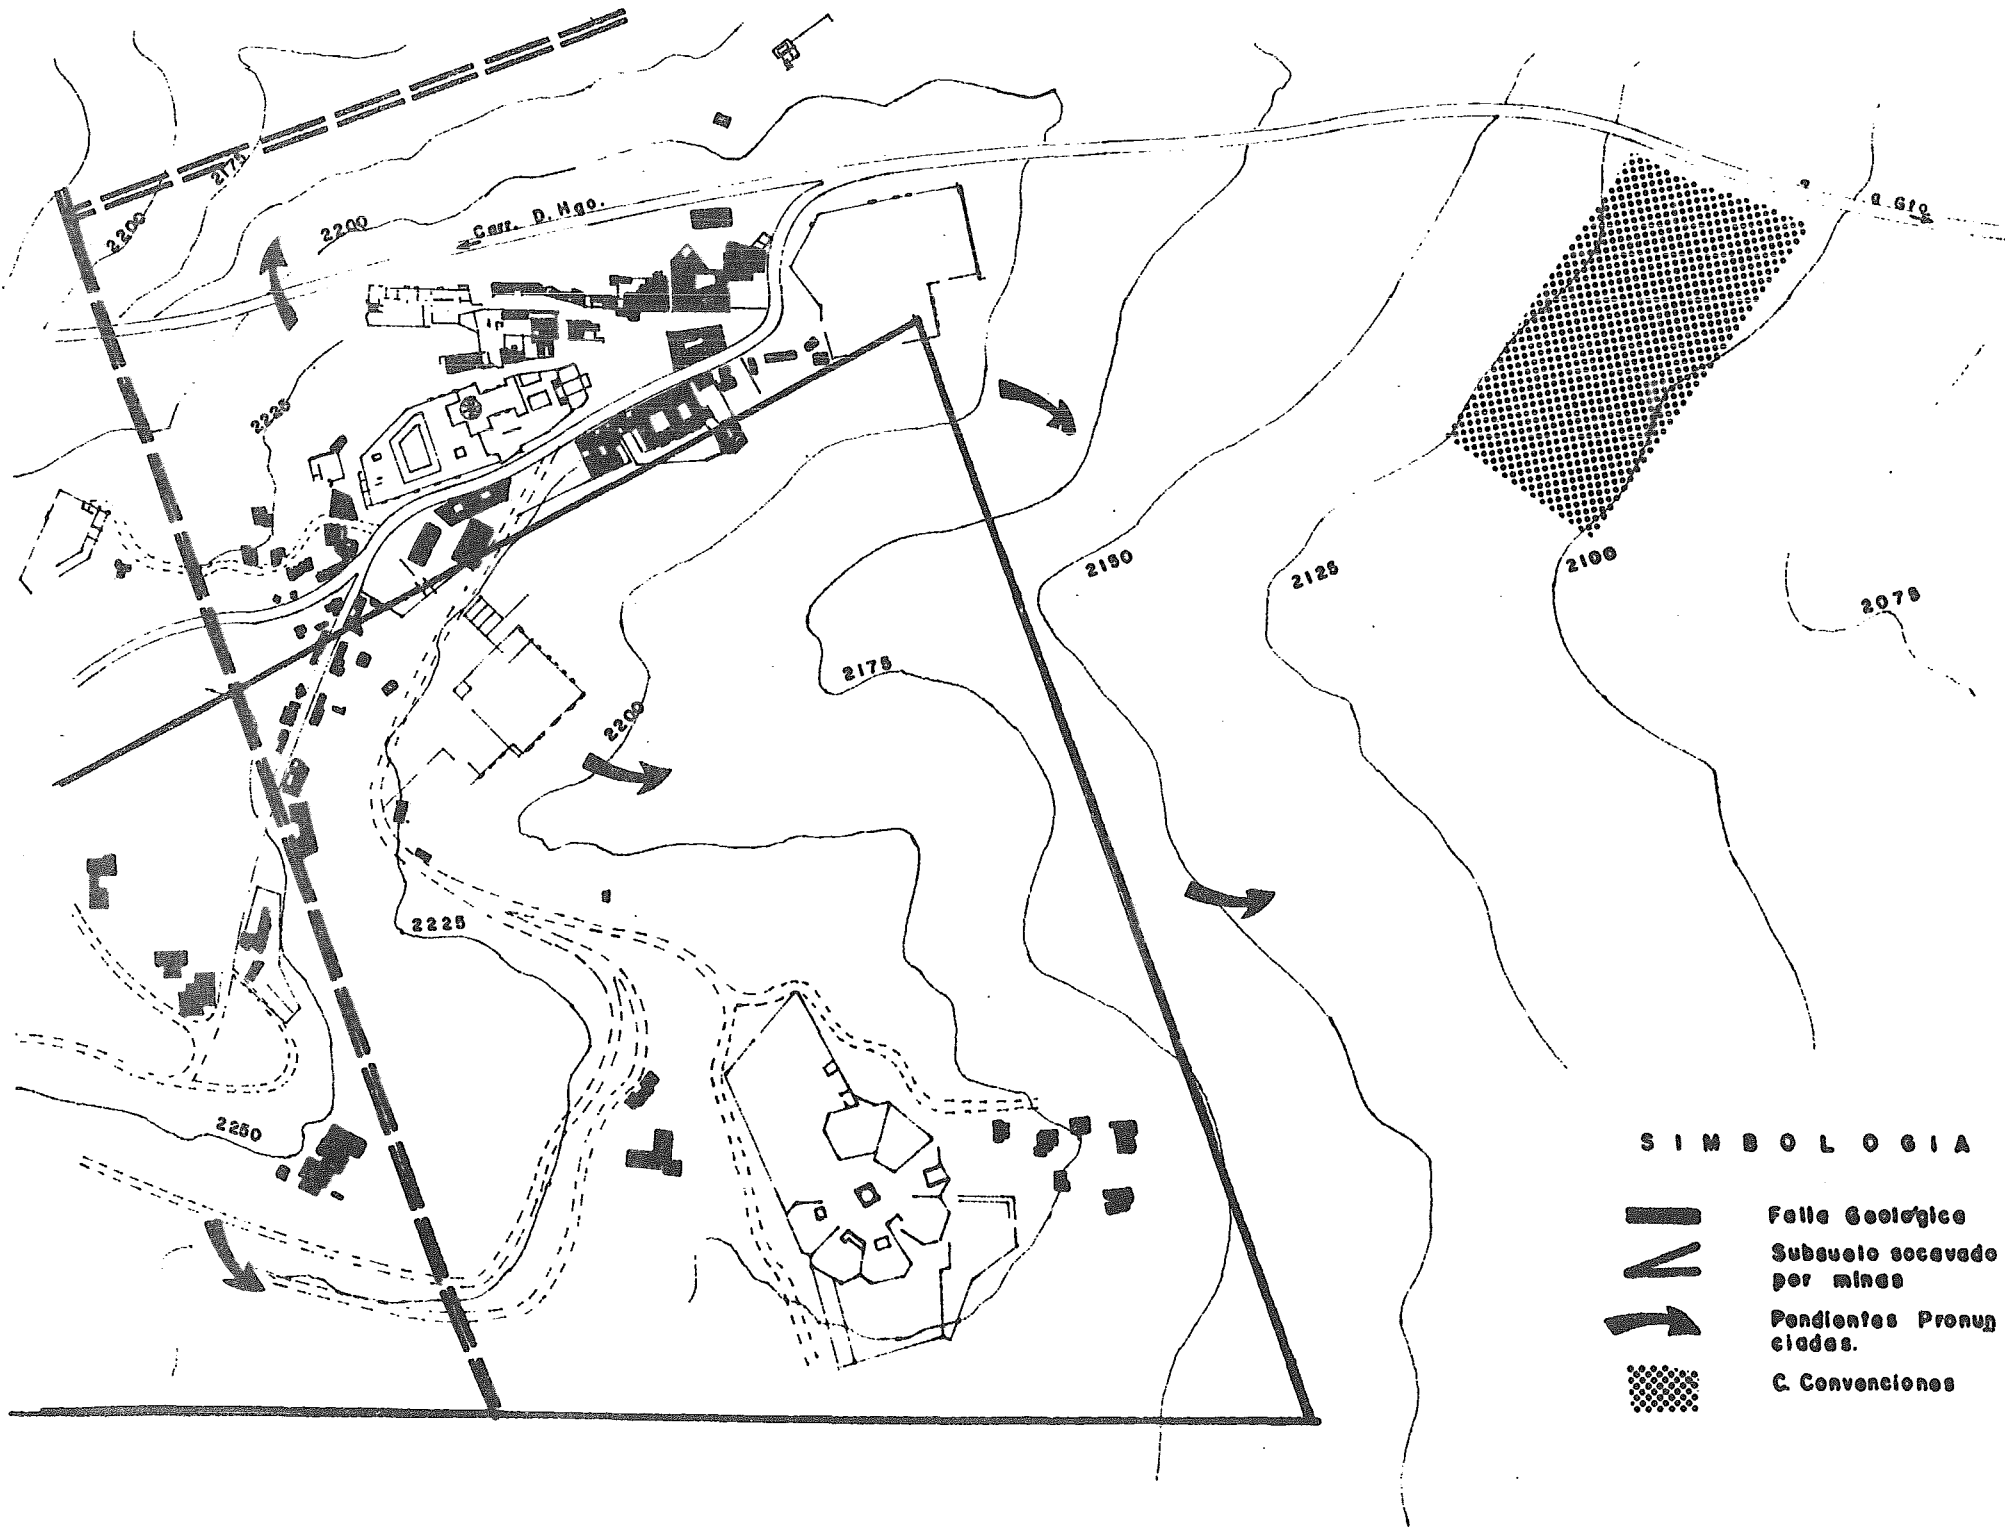 2175
2200
2200
Carr. D. Hgo.
a Gto.
2225
2150
2125
2100
2075
2175
2200
2225
2250
SIMBOLOGIA
Falla Geológica
Subsuelo socavado
por minas
Pendientes Pronun
ciadas.
C. Convenciones